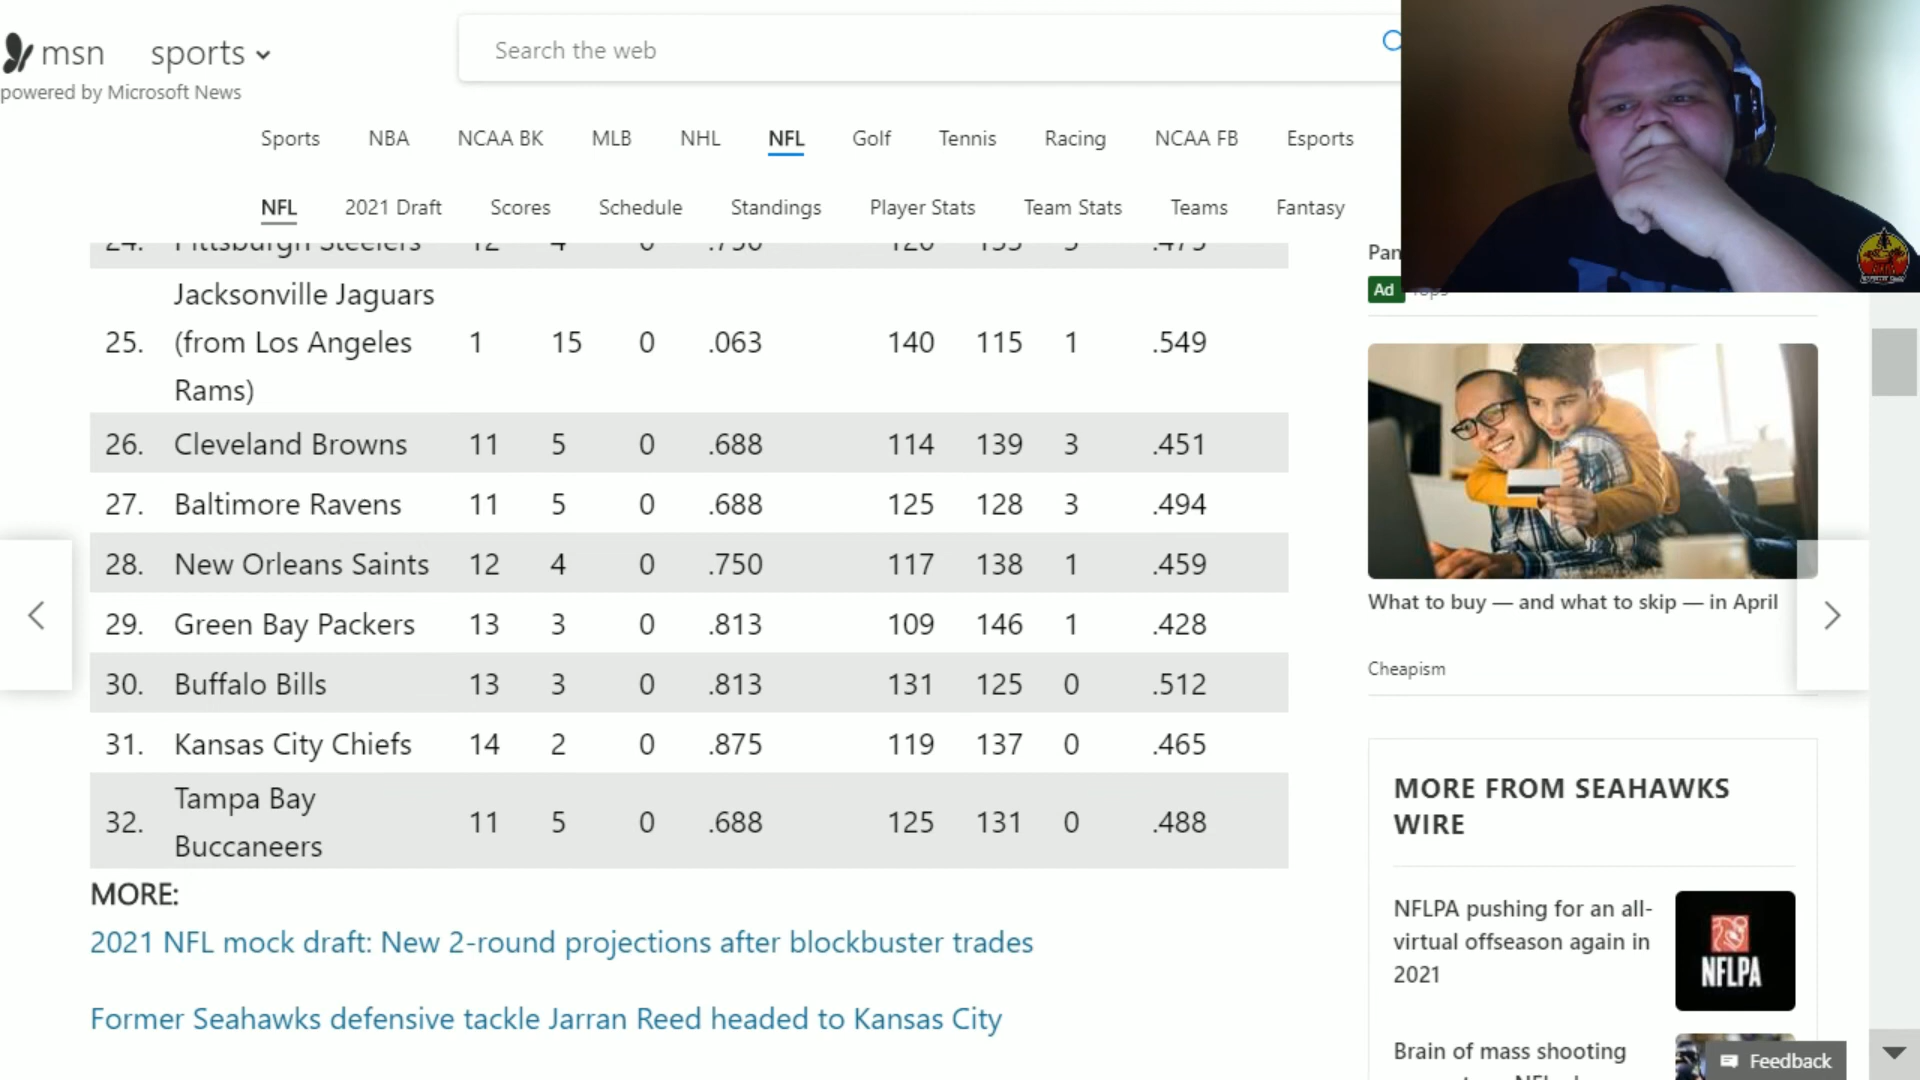 msn sports
Search the web
powered by Microsoft News
Sports NBA NCAA BK MLB NHL NFL Golf Tennis Racing NCAA FB Esports
NFL 2021 Draft Scores Schedule Standings Player Stats Team Stats Teams Fantasy
24. Pittsburgh Steelers 12 4 0 .750
Jacksonville Jaguars
(from Los Angeles
Rams)
25. 1 15 0 .063 140 115 1 .549
26. Cleveland Browns 11 5 0 .688 114 139 3 .451
27. Baltimore Ravens 11 5 0 .688 125 128 3 .494
28. New Orleans Saints 12 4 0 .750 117 138 1 .459
29. Green Bay Packers 13 3 0 .813 109 146 1 .428
30. Buffalo Bills 13 3 0 .813 131 125 0 .512
31. Kansas City Chiefs 14 2 0 .875 119 137 0 .465
Tampa Bay
Buccaneers
32. 11 5 0 .688 125 131 0 .488
MORE:
2021 NFL mock draft: New 2-round projections after blockbuster trades
Former Seahawks defensive tackle Jarran Reed headed to Kansas City
Pan
Ad
What to buy — and what to skip — in April
Cheapism
MORE FROM SEAHAWKS
WIRE
NFLPA pushing for an all-
virtual offseason again in
2021
NFLPA
Brain of mass shooting
Feedback